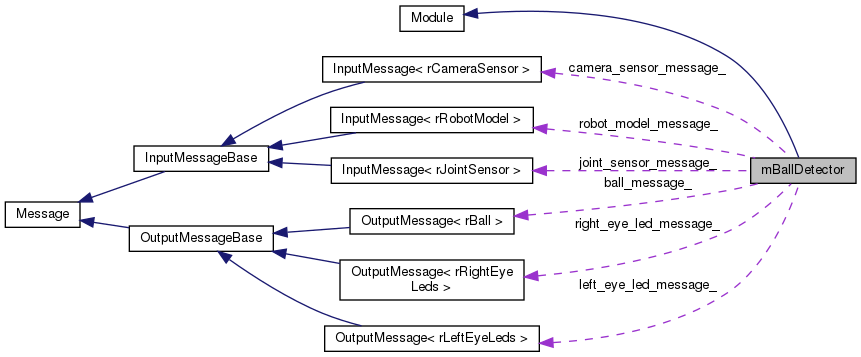 Module
InputMessage< rCameraSensor >
camera_sensor_message_
InputMessage< rRobotModel >
robot_model_message_
InputMessageBase
InputMessage< rJointSensor >
joint_sensor_message_
mBallDetector
ball_message_
Message
OutputMessage< rBall >
OutputMessageBase
right_eye_led_message_
OutputMessage< rRightEye
Leds >
left_eye_led_message_
OutputMessage< rLeftEyeLeds >